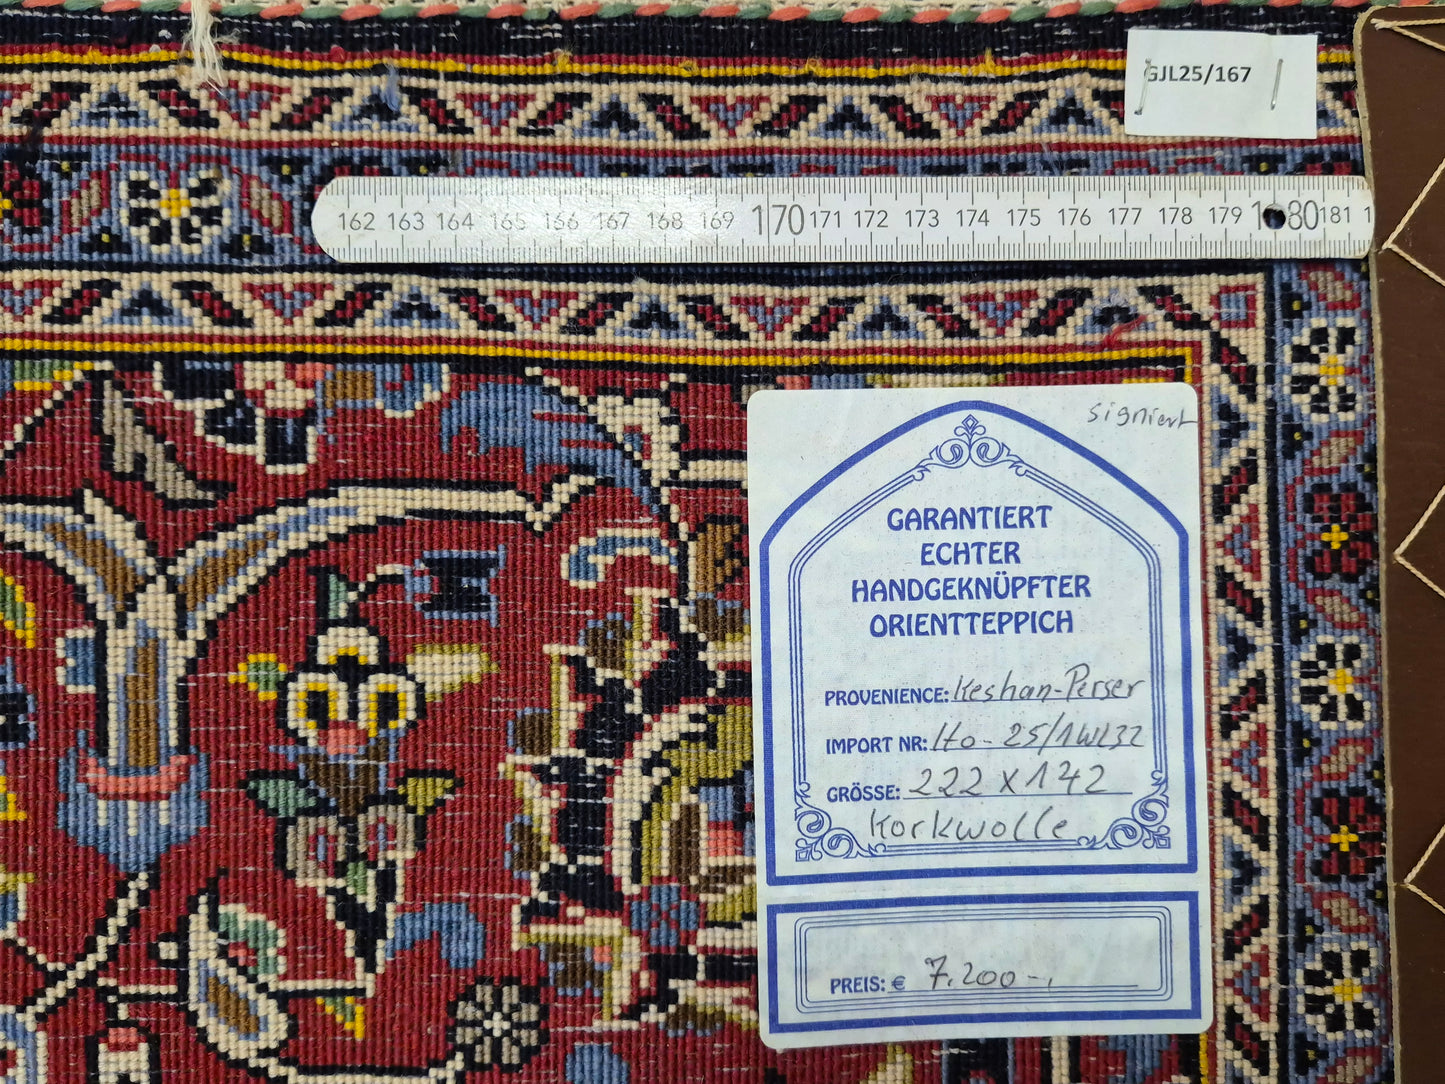 GJL25/167
162 163 164 165 166 167 168 169 170 171 172 173 174 175 176 177 178 179 180 181 1
signiert
GARANTIERT
ECHTER
HANDGEKNÜPFTER
ORIENTTEPPICH
PROVENIENCE: Keshan-Perser
IMPORT NR: Ho-25/1WL32
GRÖSSE: 222 x 142
Korkwolle
PREIS: € 7.200-,